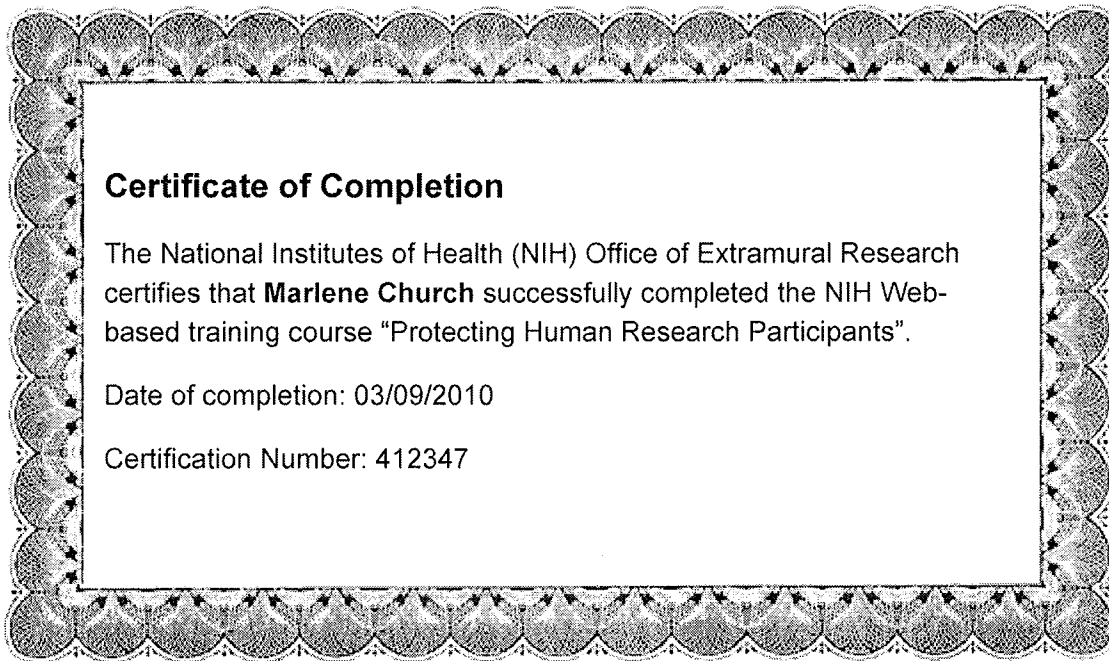 Certificate of Completion
The National Institutes of Health (NIH) Office of Extramural Research
certifies that Marlene Church successfully completed the NIH Web-
based training course “Protecting Human Research Participants”.
Date of completion: 03/09/2010
Certification Number: 412347